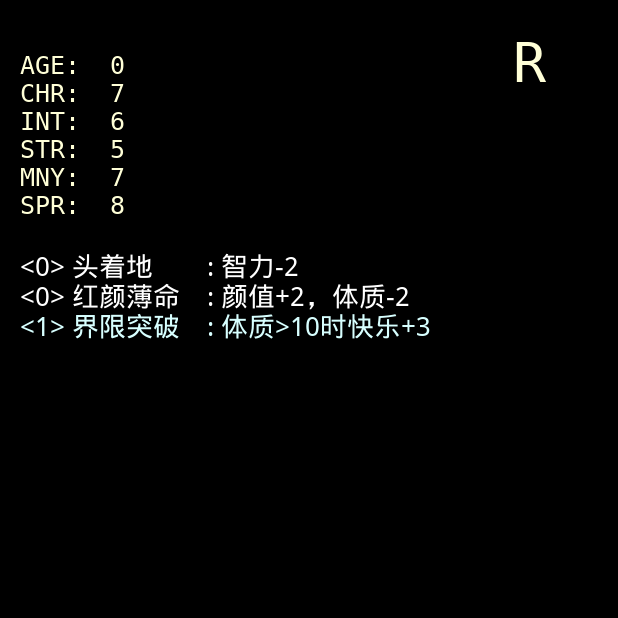 R
AGE: 0
CHR: 7
INT: 6
STR: 5
MNY: 7
SPR: 8
<0> 头着地 : 智力-2
<0> 红颜薄命 : 颜值+2，体质-2
<1> 界限突破 : 体质>10时快乐+3